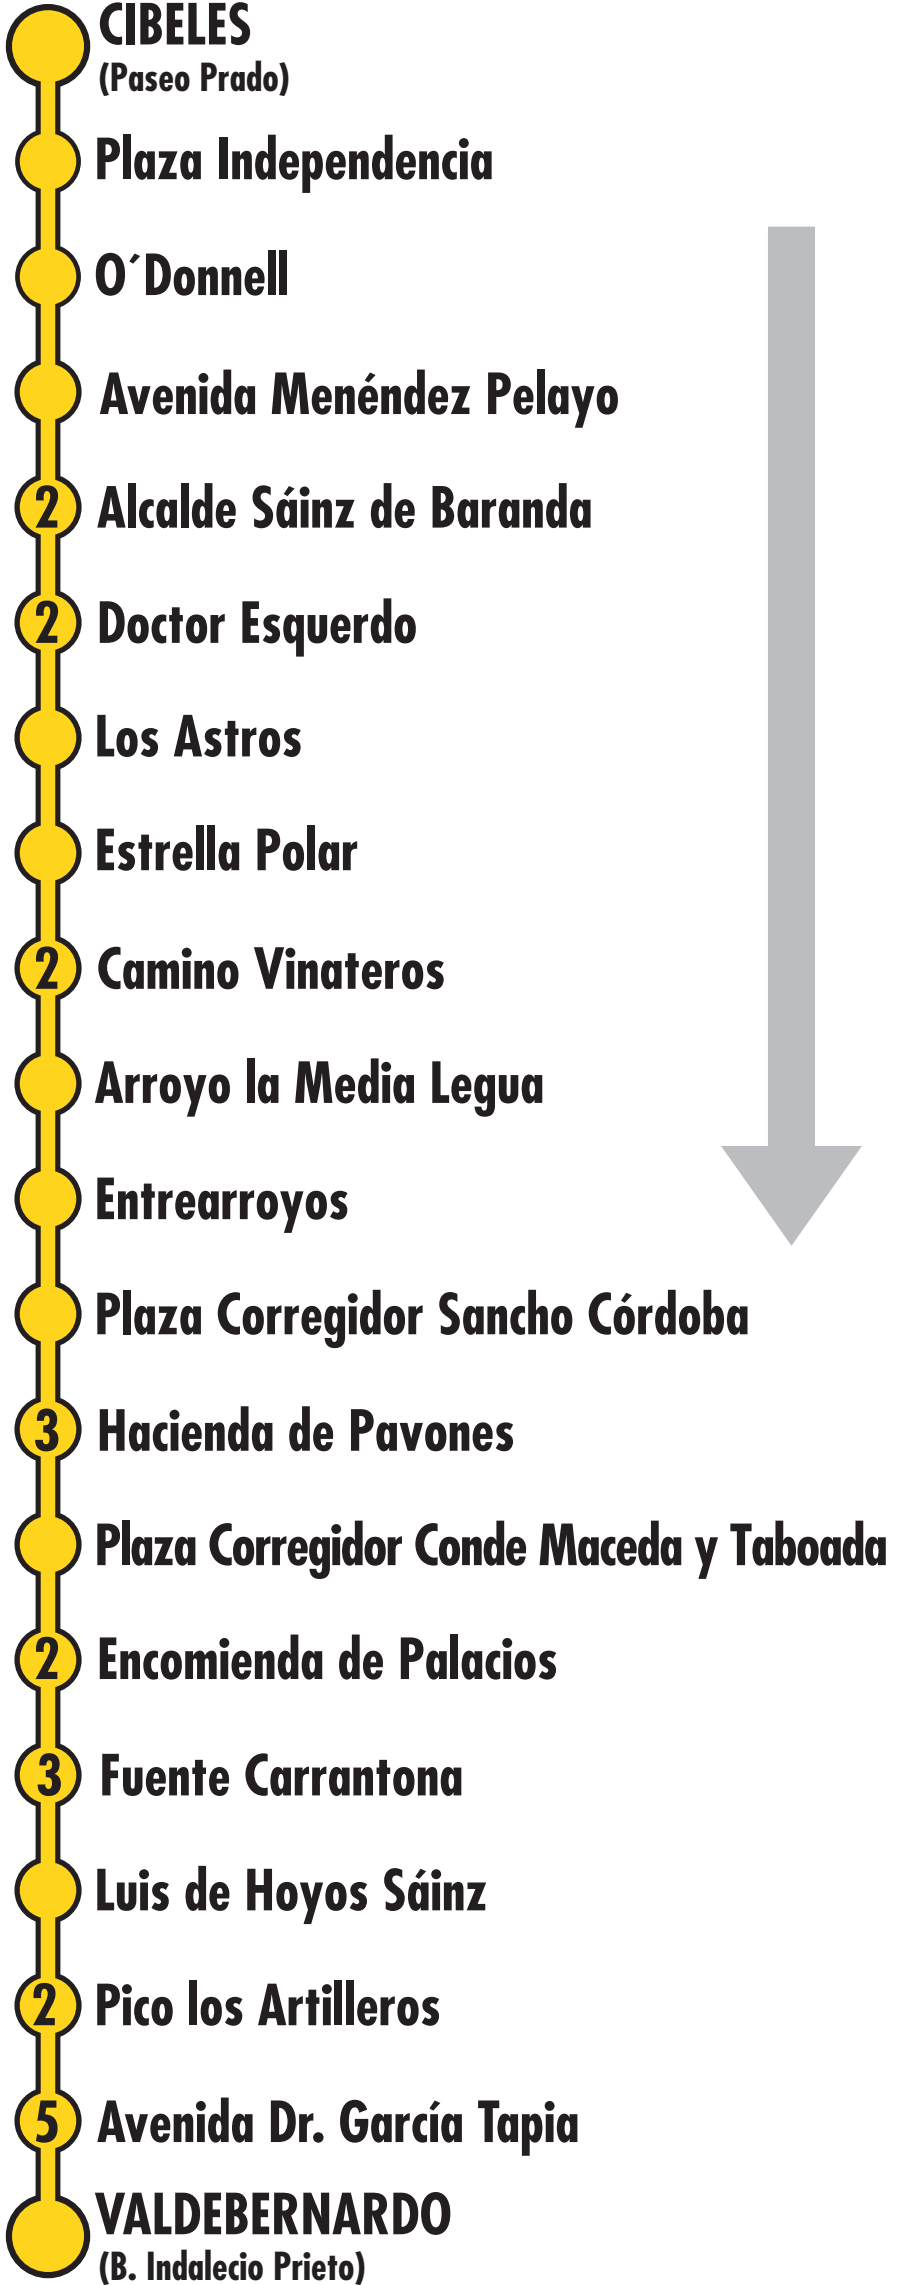 CIBELES
(Paseo Prado)
Plaza Independencia
O´Donnell
Avenida Menéndez Pelayo
2 Alcalde Sáinz de Baranda
2 Doctor Esquerdo
Los Astros
Estrella Polar
2 Camino Vinateros
Arroyo la Media Legua
Entrearroyos
Plaza Corregidor Sancho Córdoba
3 Hacienda de Pavones
Plaza Corregidor Conde Maceda y Taboada
2 Encomienda de Palacios
3 Fuente Carrantona
Luis de Hoyos Sáinz
2 Pico los Artilleros
5 Avenida Dr. García Tapia
VALDEBERNARDO
(B. Indalecio Prieto)